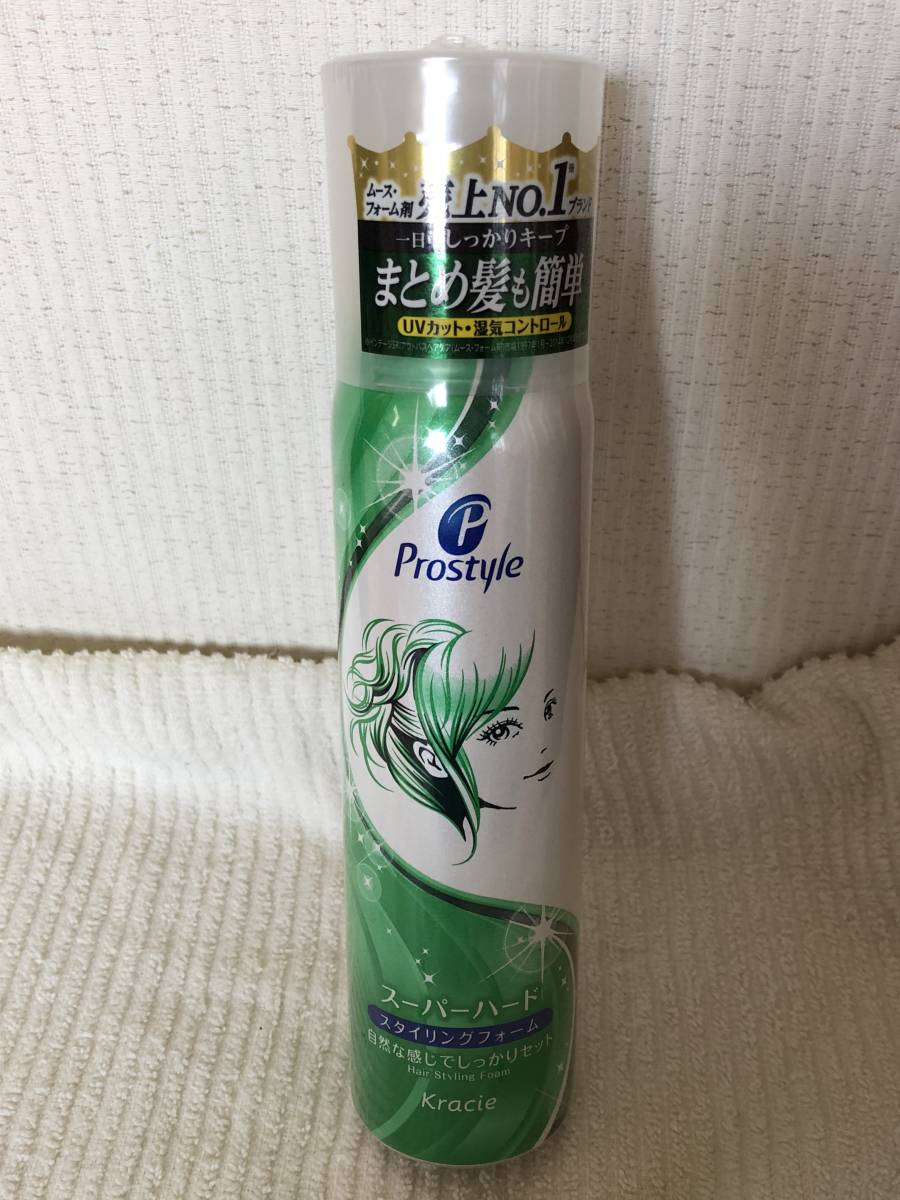 ムース・
フォーム剤 売上NO.1※ブランド
一日中しっかりキープ
まとめ髪も簡単
UVカット・湿気コントロール
P
Prostyle
スーパーハード
スタイリングフォーム
自然な感じでしっかりセット
Hair Styling Foam
Kracie